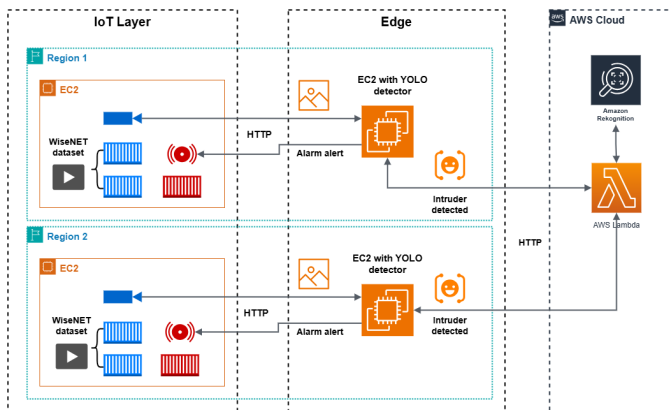 IoT Layer
Edge
aws
AWS Cloud
Region 1
EC2
WiseNET
dataset
HTTP
Alarm alert
EC2 with YOLO
detector
Intruder
detected
Amazon
Rekognition
AWS Lambda
HTTP
Region 2
EC2
WiseNET
dataset
HTTP
Alarm alert
EC2 with YOLO
detector
Intruder
detected